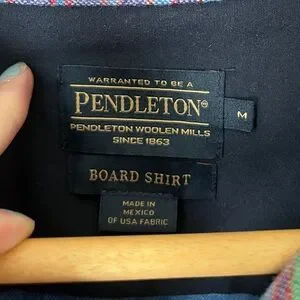 WARRANTED TO BE A
PENDLETON®
M
PENDLETON WOOLEN MILLS
SINCE 1863
BOARD SHIRT
MADE IN
MEXICO
OF USA FABRIC